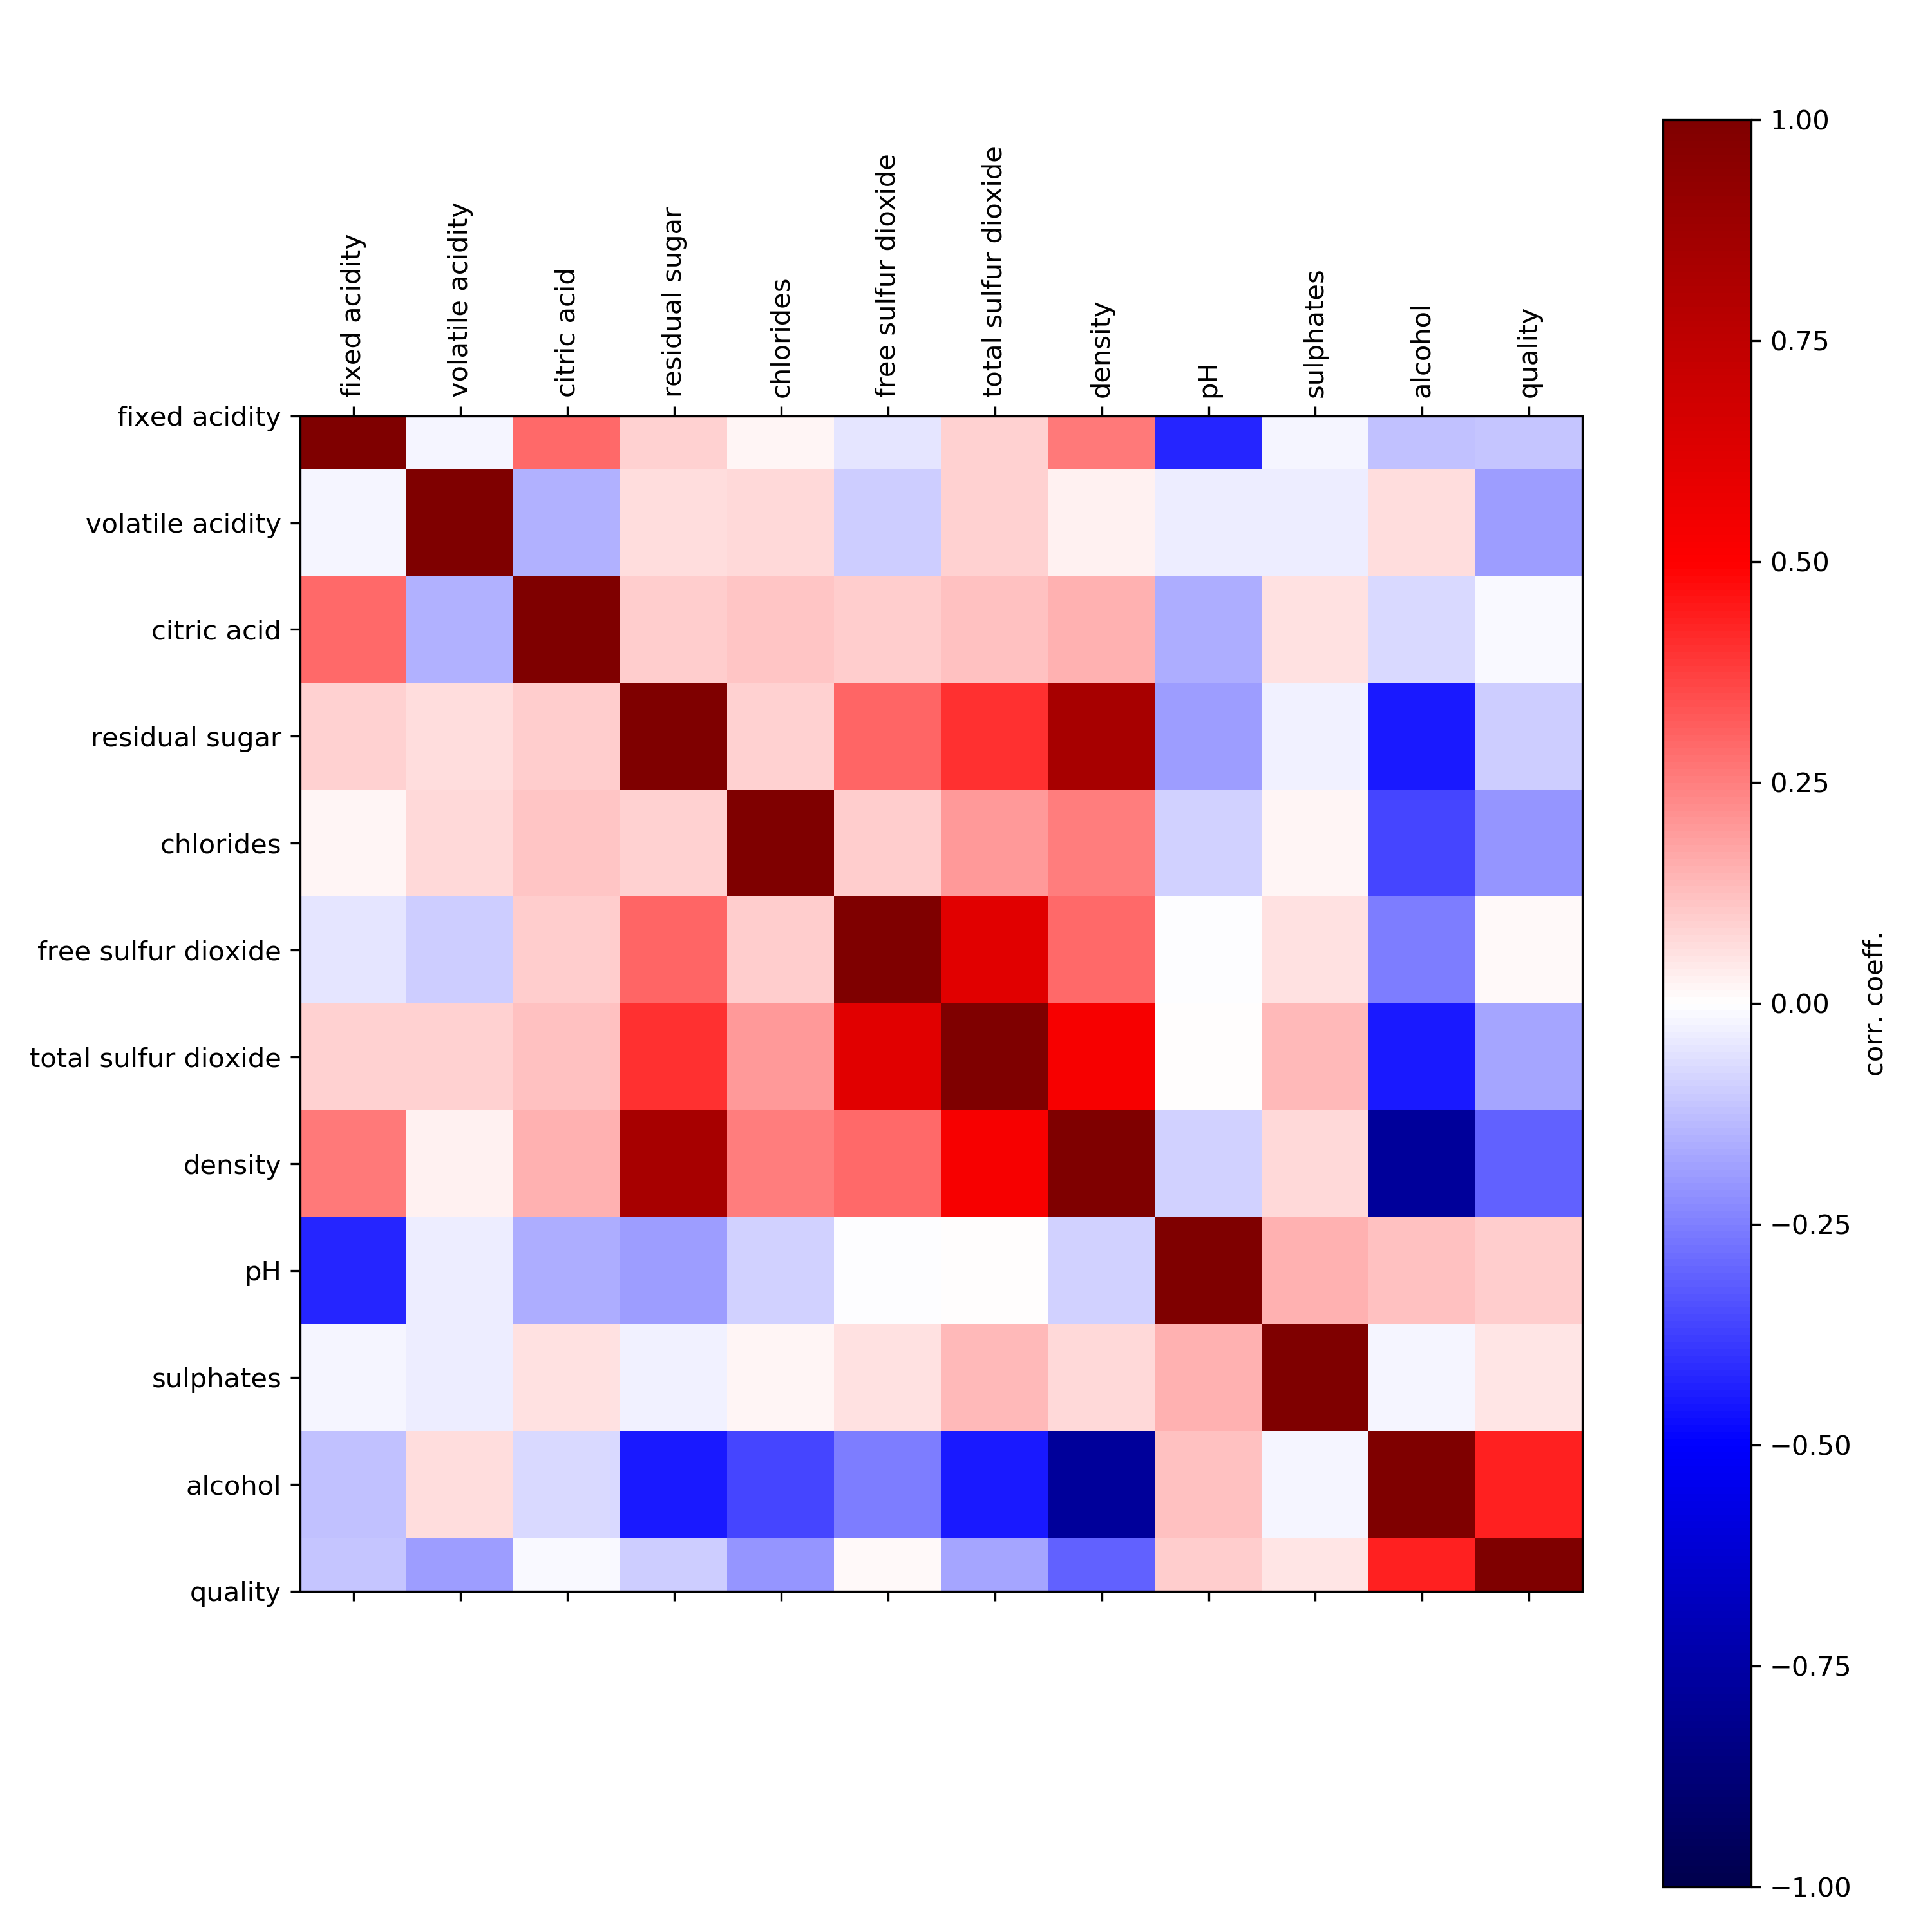 fixed acidity
volatile acidity
citric acid
residual sugar
chlorides
free sulfur dioxide
total sulfur dioxide
density
pH
sulphates
alcohol
quality
fixed acidity
volatile acidity
citric acid
residual sugar
chlorides
free sulfur dioxide
total sulfur dioxide
density
pH
sulphates
alcohol
quality
1.00
0.75
0.50
0.25
0.00
−0.25
−0.50
−0.75
−1.00
corr. coeff.